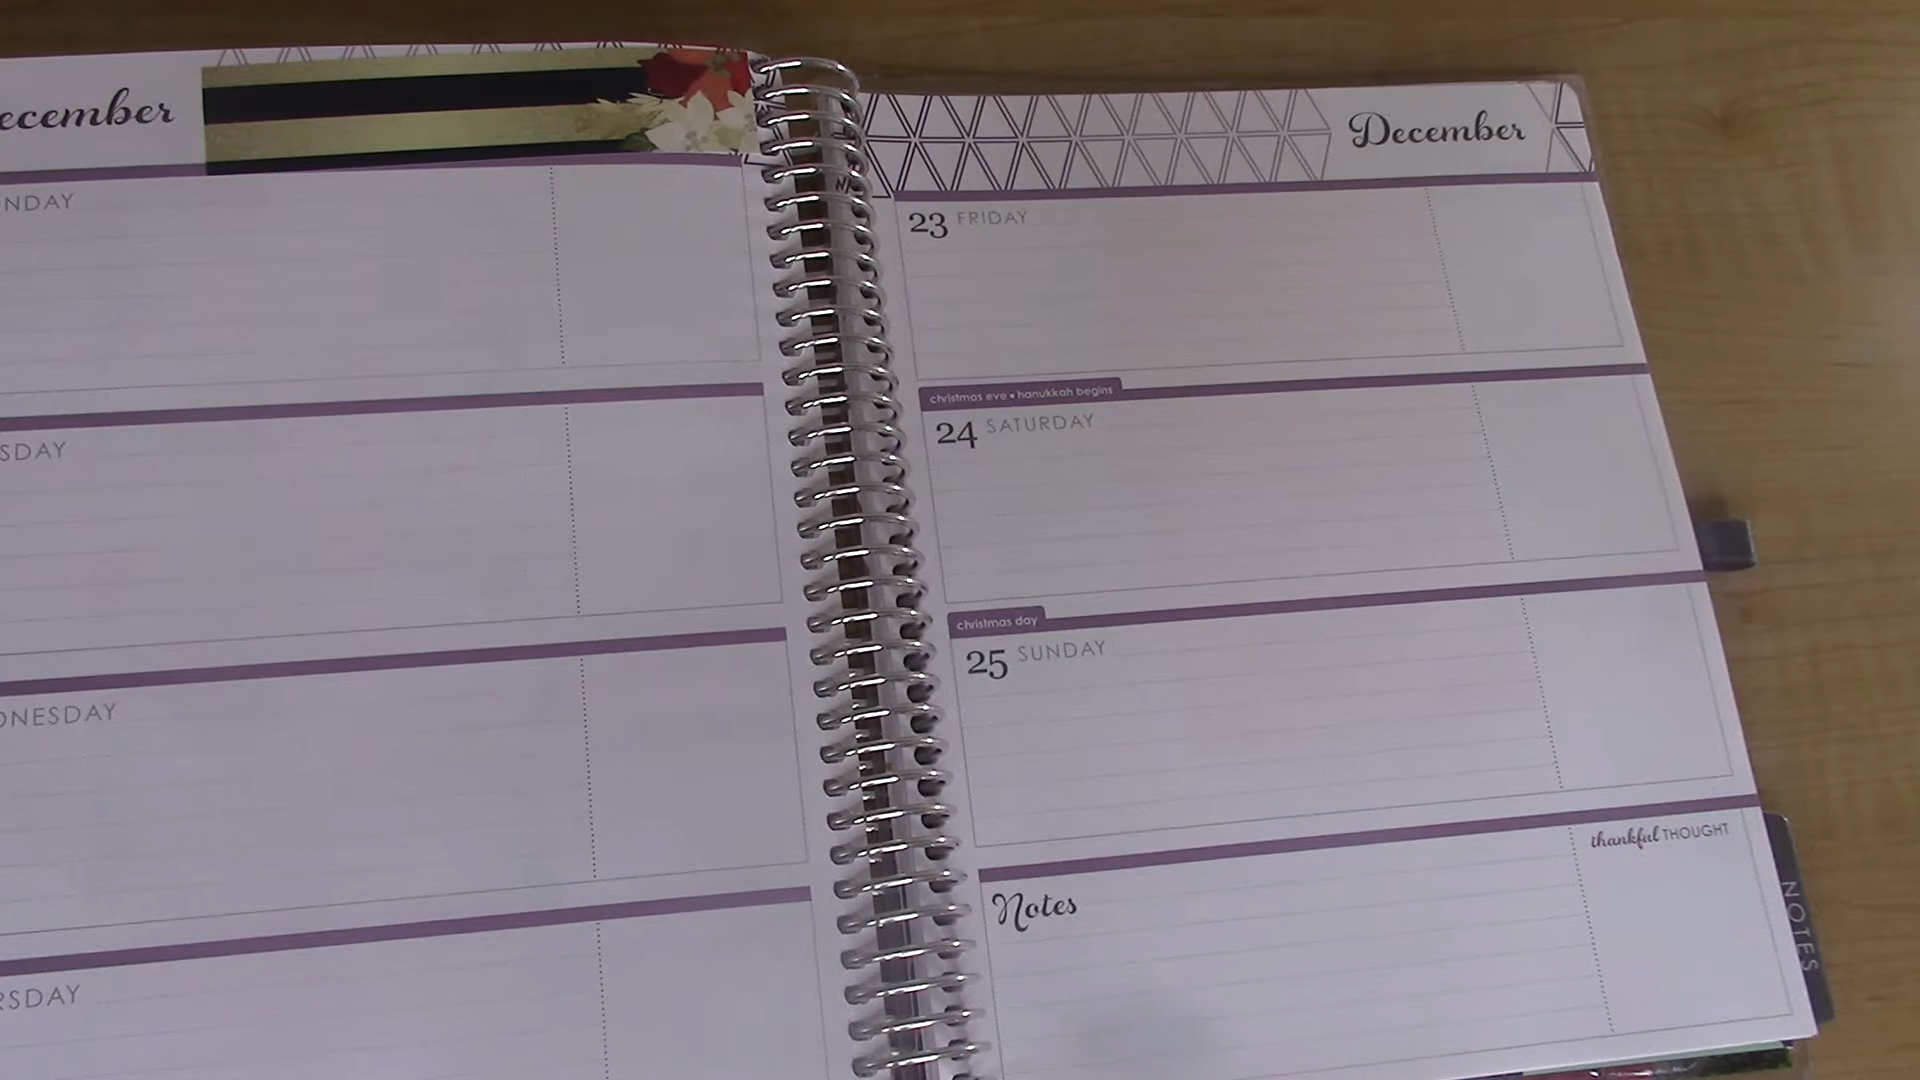 ecember
NDAY
SDAY
DNESDAY
RSDAY
December
23 FRIDAY
christmas eve • hanukkah begins
24 SATURDAY
christmas day
25 SUNDAY
Notes
thankful THOUGHT
NOTES